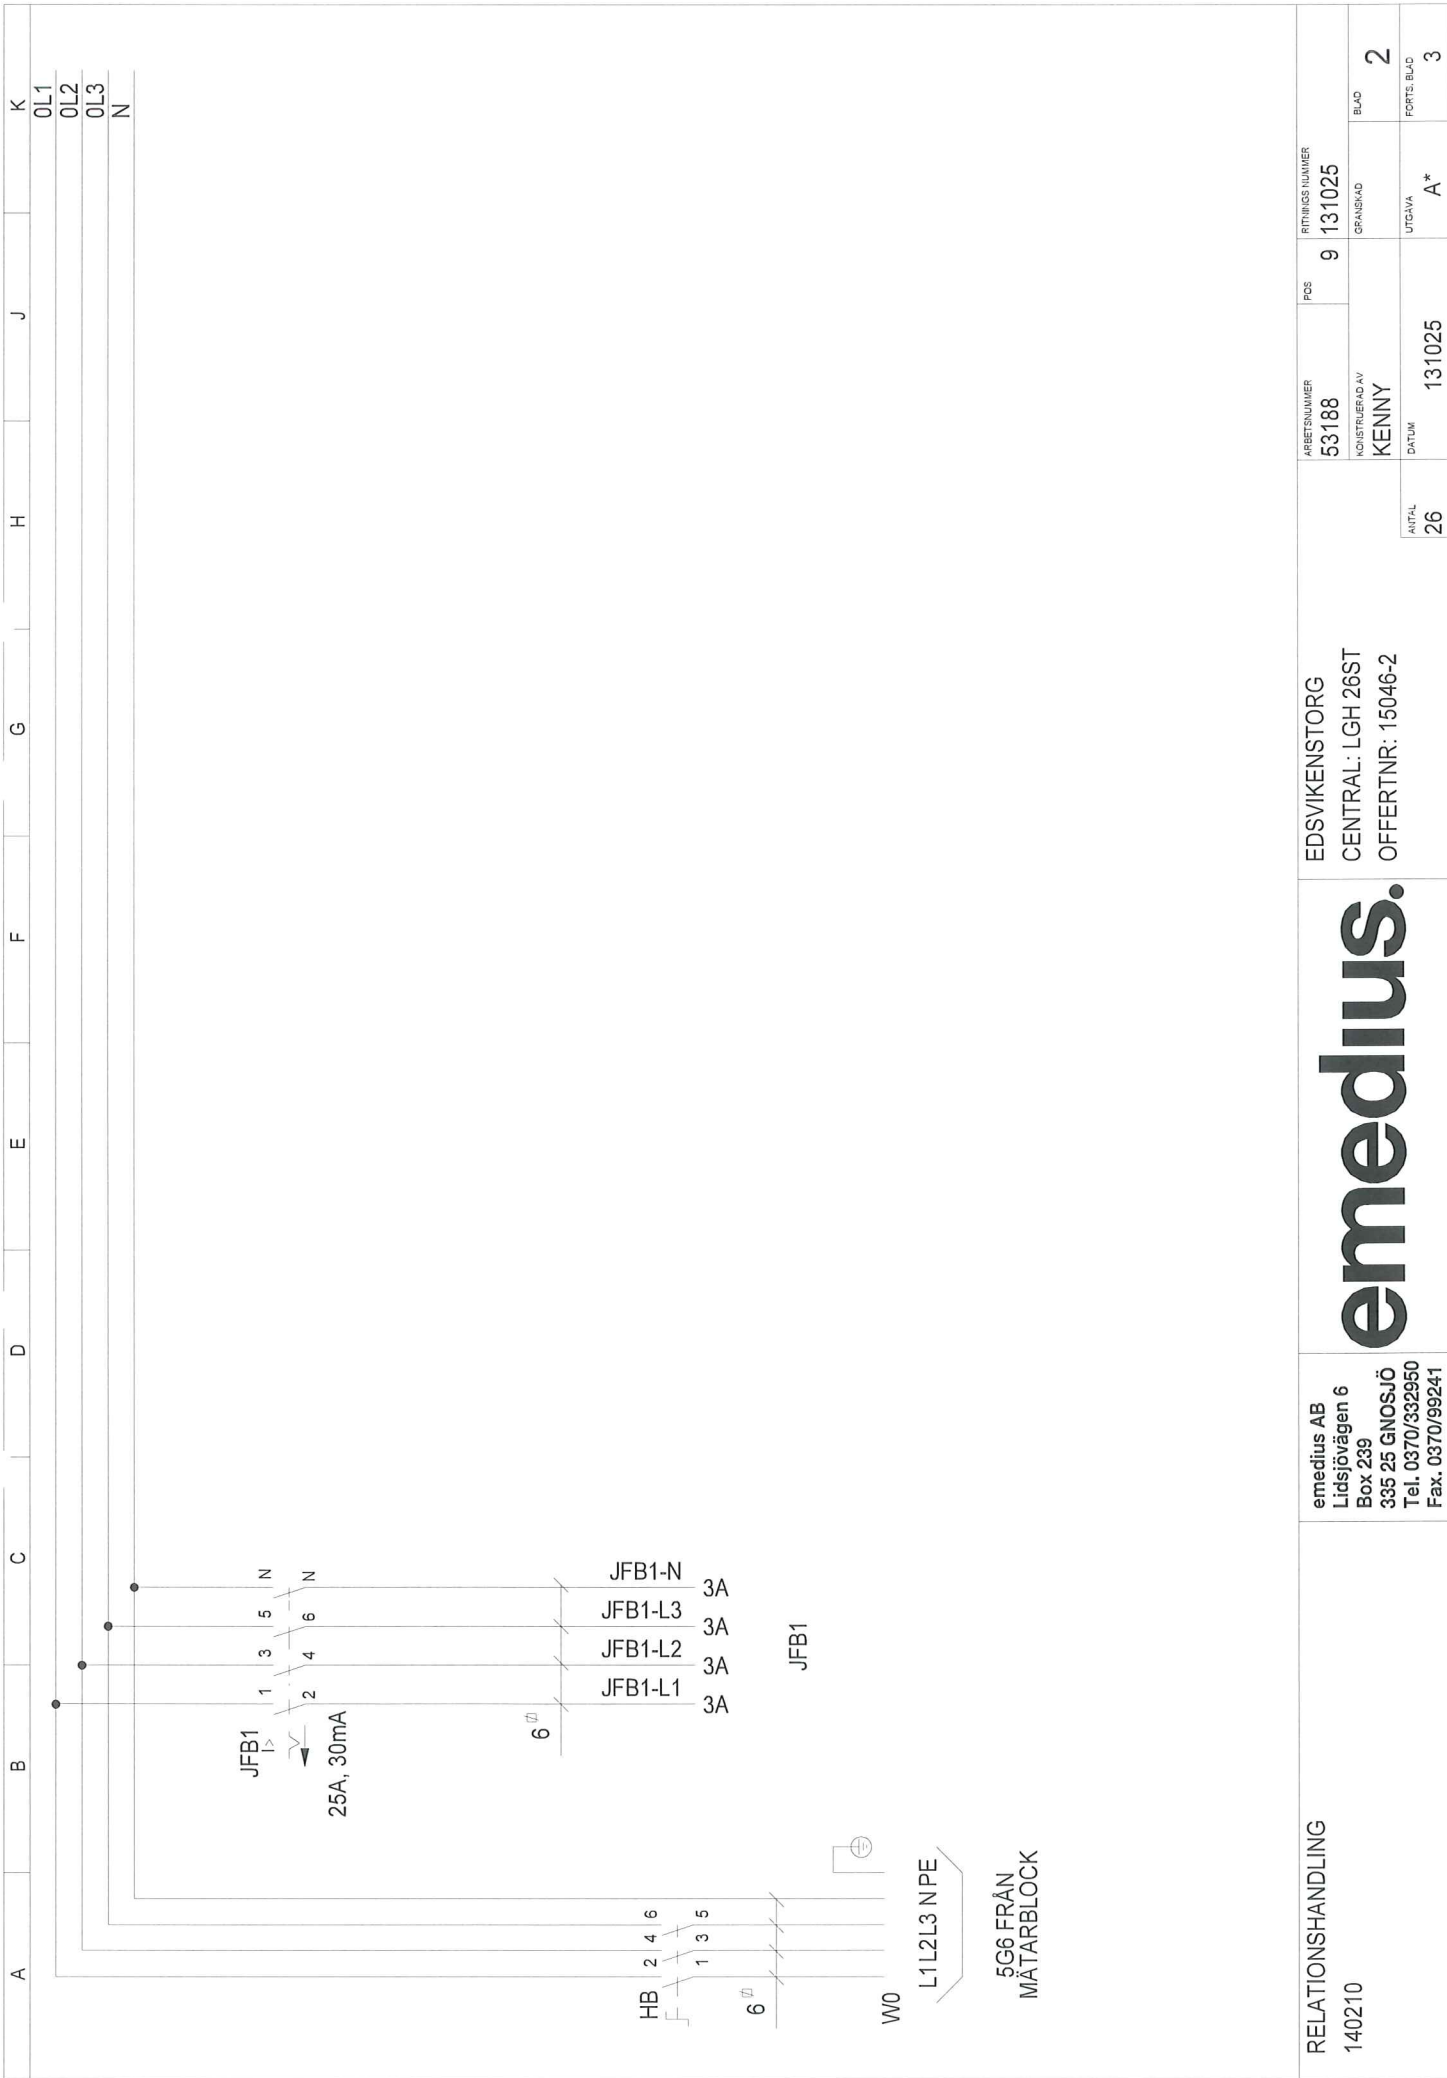 A B C D E F G H J K
0L1
0L2
0L3
N
JFB1
I>
25A, 30mA
1 3 5 N
2 4 6 N
6
JFB1-L1 JFB1-L2 JFB1-L3 JFB1-N
3A 3A 3A 3A
JFB1
HB
2 4 6
1 3 5
6
W0
L1 L2 L3 N PE
5G6 FRÅN
MÄTARBLOCK
RELATIONSHANDLING
140210
emedius AB
Lidsjövägen 6
Box 239
335 25 GNOSJÖ
Tel. 0370/332950
Fax. 0370/99241
emedius.
EDSVIKENSTORG
CENTRAL: LGH 26ST
OFFERTNR: 15046-2
ANTAL
26
ARBETSNUMMER
53188
POS
9
RITNINGS NUMMER
131025
KONSTRUERAD AV
KENNY
GRANSKAD
BLAD
2
DATUM
131025
UTGÅVA
A*
FORTS. BLAD
3